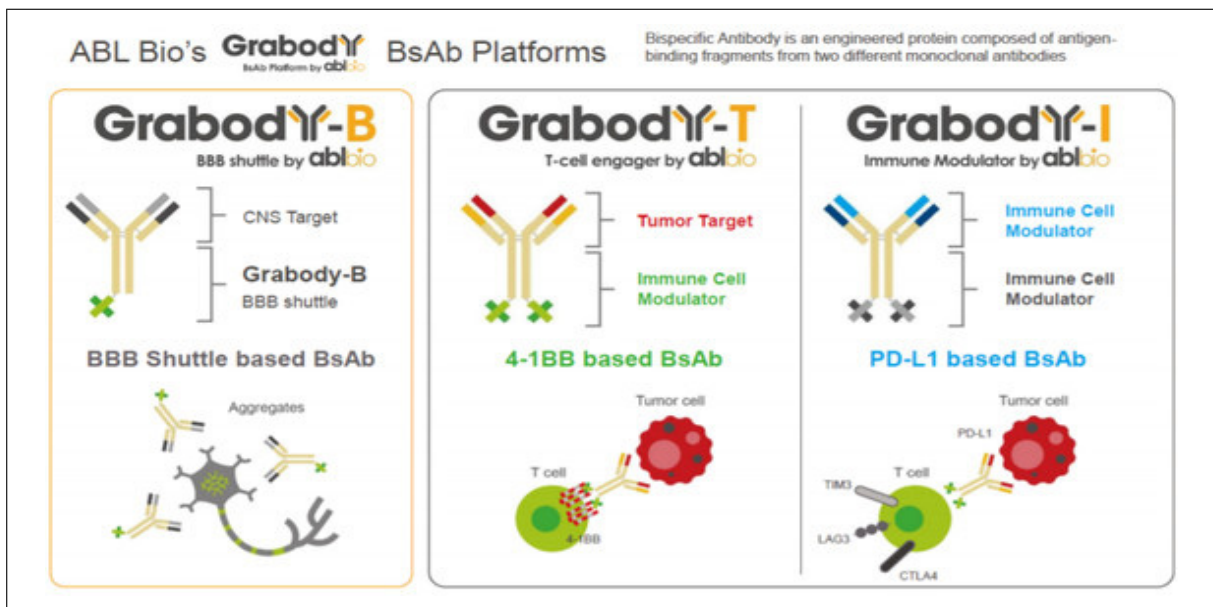 ABL Bio's GrabodY BsAb Platforms
BsAb Platform by ablbio
Bispecific Antibody is an engineered protein composed of antigen-
binding fragments from two different monoclonal antibodies
GrabodY-B
BBB shuttle by ablbio
CNS Target
Grabody-B
BBB shuttle
BBB Shuttle based BsAb
Aggregates
GrabodY-T
T-cell engager by ablbio
Tumor Target
Immune Cell
Modulator
4-1BB based BsAb
Tumor cell
T cell
4-1BB
GrabodY-I
Immune Modulator by ablbio
Immune Cell
Modulator
Immune Cell
Modulator
PD-L1 based BsAb
Tumor cell
PD-L1
T cell
TIM3
LAG3
CTLA4